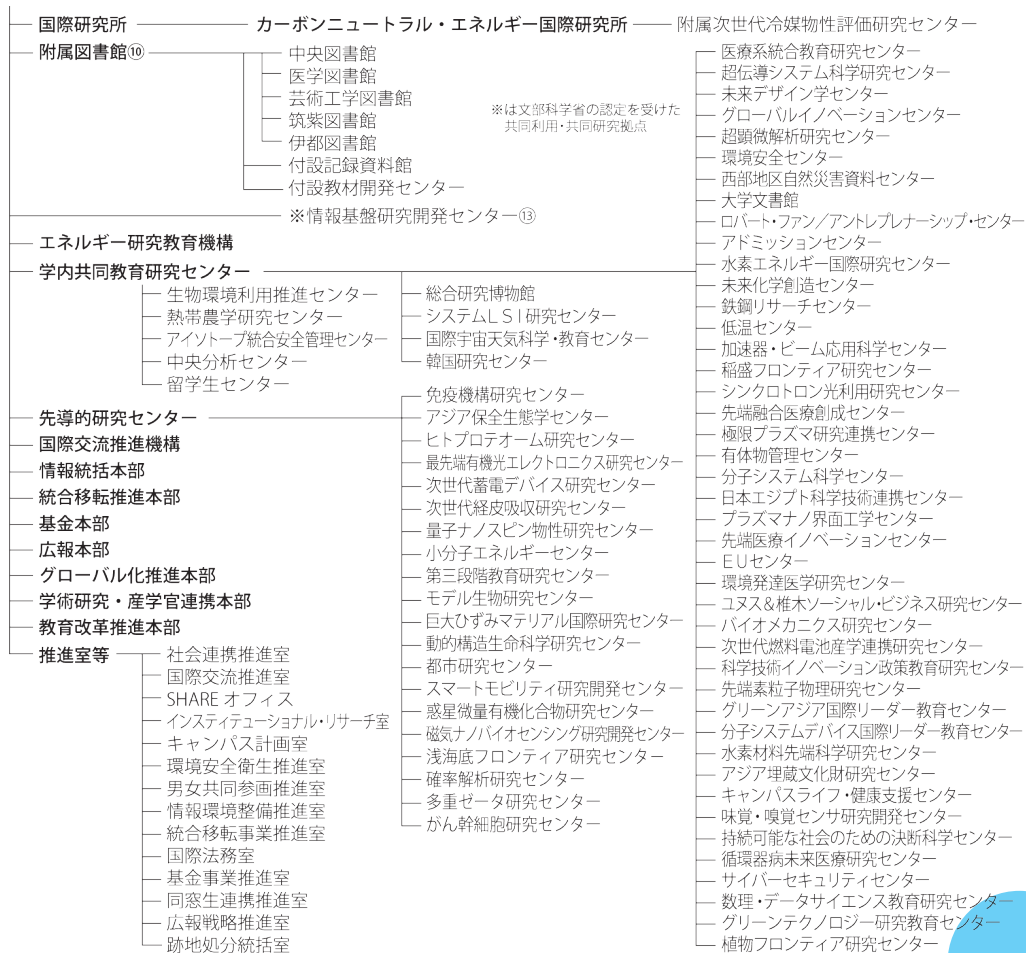 国際研究所
カーボンニュートラル・エネルギー国際研究所
附属次世代冷媒物性評価研究センター
附属図書館⑩
中央図書館
医学図書館
芸術工学図書館
筑紫図書館
伊都図書館
付設記録資料館
付設教材開発センター
※は文部科学省の認定を受けた
共同利用・共同研究拠点
※情報基盤研究開発センター⑬
エネルギー研究教育機構
学内共同教育研究センター
生物環境利用推進センター
熱帯農学研究センター
アイソトープ統合安全管理センター
中央分析センター
留学生センター
総合研究博物館
システムLSI研究センター
国際宇宙天気科学・教育センター
韓国研究センター
医療系統合教育研究センター
超伝導システム科学研究センター
未来デザイン学センター
グローバルイノベーションセンター
超顕微解析研究センター
環境安全センター
西部地区自然災害資料センター
大学文書館
ロバート・ファン／アントレプレナーシップ・センター
アドミッションセンター
水素エネルギー国際研究センター
未来化学創造センター
鉄鋼リサーチセンター
低温センター
加速器・ビーム応用科学センター
稲盛フロンティア研究センター
シンクロトロン光利用研究センター
先端融合医療創成センター
極限プラズマ研究連携センター
有体物管理センター
分子システム科学センター
日本エジプト科学技術連携センター
プラズマナノ界面工学センター
先端医療イノベーションセンター
EUセンター
環境発達医学研究センター
ユヌス&椎木ソーシャル・ビジネス研究センター
バイオメカニクス研究センター
次世代燃料電池産学連携研究センター
科学技術イノベーション政策教育研究センター
先端素粒子物理研究センター
グリーンアジア国際リーダー教育センター
分子システムデバイス国際リーダー教育センター
水素材料先端科学研究センター
アジア埋蔵文化財研究センター
キャンパスライフ・健康支援センター
味覚・嗅覚センサ研究開発センター
持続可能な社会のための決断科学センター
循環器病未来医療研究センター
サイバーセキュリティセンター
数理・データサイエンス教育研究センター
グリーンテクノロジー研究教育センター
植物フロンティア研究センター
先導的研究センター
免疫機構研究センター
アジア保全生態学センター
ヒトプロテオーム研究センター
最先端有機光エレクトロニクス研究センター
次世代蓄電デバイス研究センター
次世代経皮吸収研究センター
量子ナノスピン物性研究センター
小分子エネルギーセンター
第三段階教育研究センター
モデル生物研究センター
巨大ひずみマテリアル国際研究センター
動的構造生命科学研究センター
都市研究センター
スマートモビリティ研究開発センター
惑星微量有機化合物研究センター
磁気ナノバイオセンシング研究開発センター
浅海底フロンティア研究センター
確率解析研究センター
多重ゼータ研究センター
がん幹細胞研究センター
国際交流推進機構
情報統括本部
統合移転推進本部
基金本部
広報本部
グローバル化推進本部
学術研究・産学官連携本部
教育改革推進本部
推進室等
社会連携推進室
国際交流推進室
SHARE オフィス
インスティテューショナル・リサーチ室
キャンパス計画室
環境安全衛生推進室
男女共同参画推進室
情報環境整備推進室
統合移転事業推進室
国際法務室
基金事業推進室
同窓生連携推進室
広報戦略推進室
跡地処分統括室